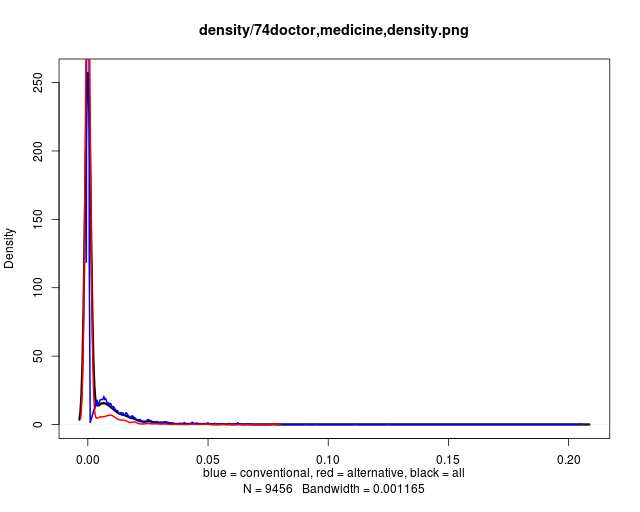 density/74doctor,medicine,density.png
Density
250
200
150
100
50
0
0.00 0.05 0.10 0.15 0.20
blue = conventional, red = alternative, black = all
N = 9456 Bandwidth = 0.001165